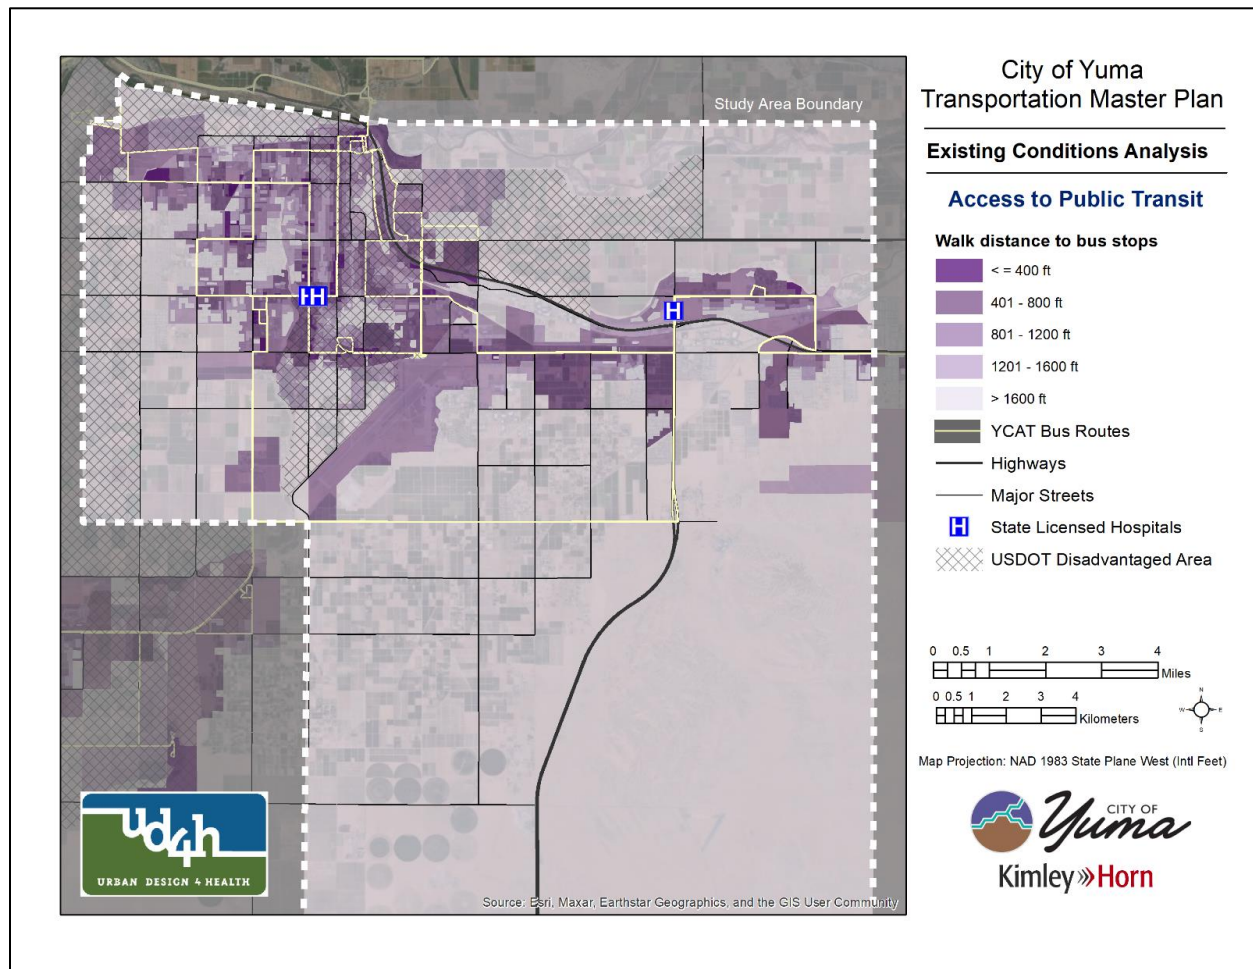 Study Area Boundary
H H
H
ud4h
URBAN DESIGN 4 HEALTH
Source: Esri, Maxar, Earthstar Geographics, and the GIS User Community
City of Yuma
Transportation Master Plan
Existing Conditions Analysis
Access to Public Transit
Walk distance to bus stops
< = 400 ft
401 - 800 ft
801 - 1200 ft
1201 - 1600 ft
> 1600 ft
YCAT Bus Routes
Highways
Major Streets
H State Licensed Hospitals
USDOT Disadvantaged Area
0 0.5 1 2 3 4
Miles
0 0.5 1 2 3 4
Kilometers
N
W E
S
Map Projection: NAD 1983 State Plane West (Intl Feet)
CITY OF
Yuma
Kimley»Horn